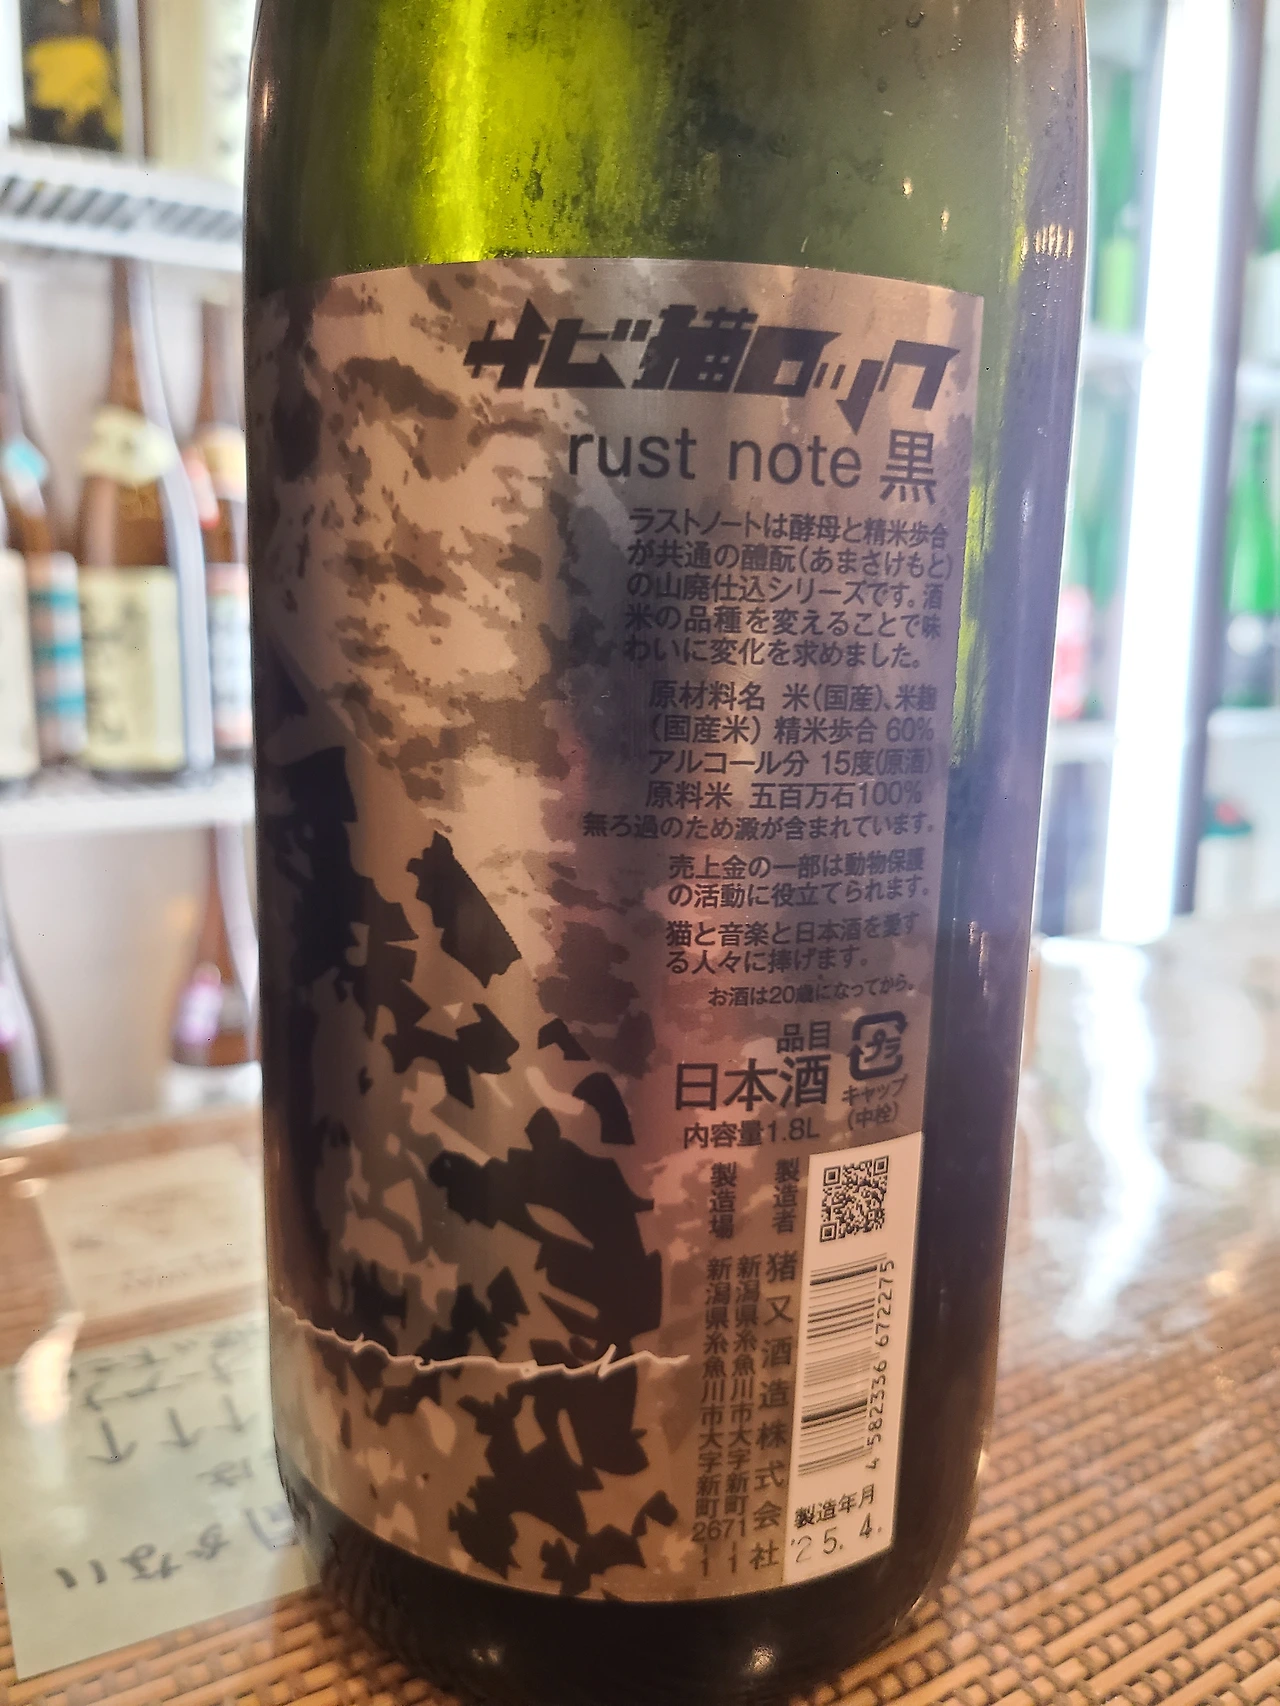 サビ猫ロック
rust note 黒
ラストノートは酵母と精米歩合
が共通の醴酛(あまさけもと)
の山廃仕込シリーズです。酒
米の品種を変えることで味
わいに変化を求めました。
原材料名 米(国産)、米麹
(国産米) 精米歩合 60%
アルコール分 15度(原酒)
原料米 五百万石100%
無ろ過のため澱が含まれています。
売上金の一部は動物保護
の活動に役立てられます。
猫と音楽と日本酒を愛す
る人々に捧げます。
お酒は20歳になってから。
品目
日本酒
内容量1.8L
プラ
キャップ
(中栓)
製造者 猪又酒造株式会社
新潟県糸魚川市大字新町71-1
製造場 新潟県糸魚川市大字新町267-1
4 582336 672275
製造年月
'25.4.